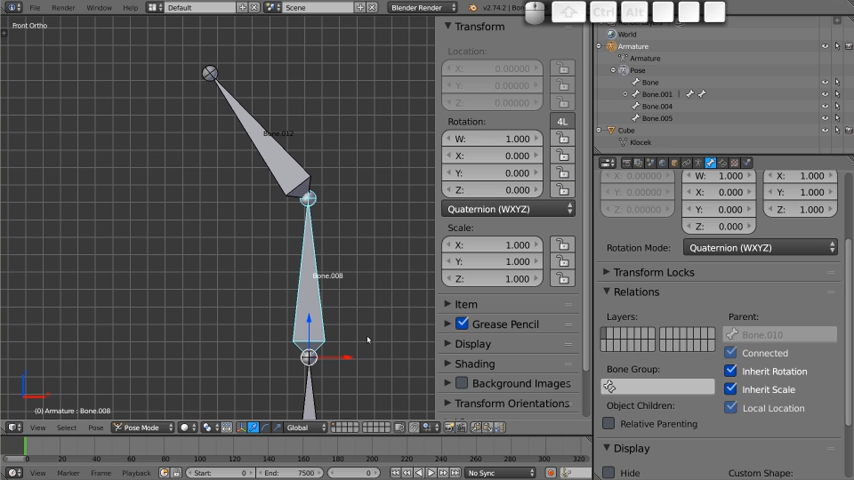 File
Render
Window
Help
Default
Scene
Blender Render
v2.74.2 | Bon
Ctrl
Alt
Front Ortho
Bone.012
Bone.008
(0) Armature : Bone.008
Transform
Location:
X: 0.00000
Y: 0.00000
Z: 0.00000
Rotation:
4L
W: 1.000
X: 0.000
Y: 0.000
Z: 0.000
Quaternion (WXYZ)
Scale:
X: 1.000
Y: 1.000
Z: 1.000
Item
Grease Pencil
Display
Shading
Background Images
Transform Orientations
World
Armature
Armature
Pose
Bone
Bone.001
Bone.004
Bone.005
Cube
Klocek
X: 0.00000
Y: 0.00000
Z: 0.00000
W: 1.000
X: 0.000
Y: 0.000
Z: 0.000
X: 1.000
Y: 1.000
Z: 1.000
Rotation Mode:
Quaternion (WXYZ)
Transform Locks
Relations
Layers:
Parent:
Bone.010
Connected
Bone Group:
Inherit Rotation
Inherit Scale
Object Children:
Local Location
Relative Parenting
Display
Hide
Custom Shape:
View
Select
Pose
Pose Mode
Global
0 20 40 60 80 100 120 140 160 180 200 220 240 260 280 300 320
View
Marker
Frame
Playback
Start: 0
End: 7500
0
No Sync